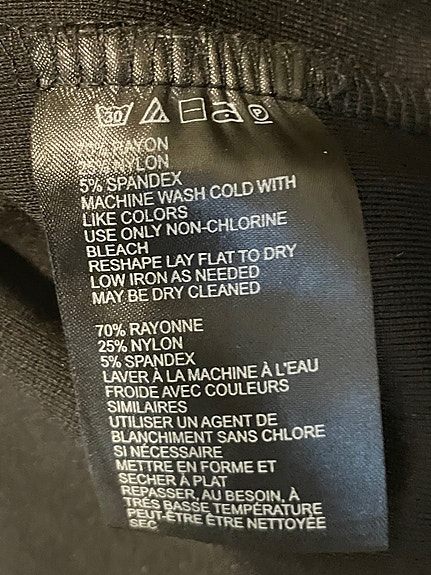 30
RAYON
NYLON
5% SPANDEX
MACHINE WASH COLD WITH
LIKE COLORS
USE ONLY NON-CHLORINE
BLEACH
RESHAPE LAY FLAT TO DRY
LOW IRON AS NEEDED
MAY BE DRY CLEANED
70% RAYONNE
25% NYLON
5% SPANDEX
LAVER À LA MACHINE À L'EAU
FROIDE AVEC COULEURS
SIMILAIRES
UTILISER UN AGENT DE
BLANCHIMENT SANS CHLORE
SI NÉCESSAIRE
METTRE EN FORME ET
SECHER À PLAT
REPASSER, AU BESOIN, À
TRÈS BASSE TEMPÉRATURE
PEUT-ÊTRE ÊTRE NETTOYÉE
SEC